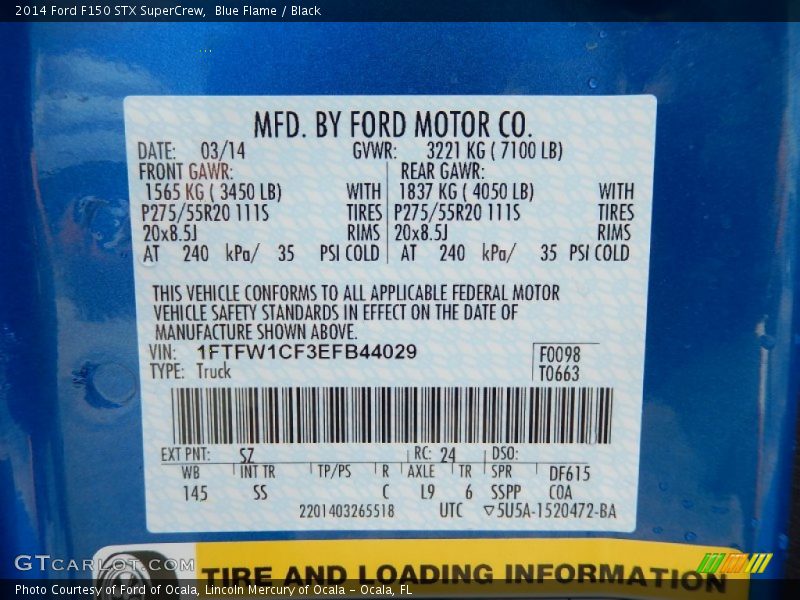 2014 Ford F150 STX SuperCrew,  Blue Flame / Black
MFD. BY FORD MOTOR CO.
DATE: 03/14 GVWR: 3221 KG ( 7100 LB)
FRONT GAWR: REAR GAWR:
1565 KG ( 3450 LB) WITH 1837 KG ( 4050 LB) WITH
P275/55R20 111S TIRES P275/55R20 111S TIRES
20x8.5J RIMS 20x8.5J RIMS
AT 240 kPa/ 35 PSI COLD AT 240 kPa/ 35 PSI COLD
THIS VEHICLE CONFORMS TO ALL APPLICABLE FEDERAL MOTOR
VEHICLE SAFETY STANDARDS IN EFFECT ON THE DATE OF
MANUFACTURE SHOWN ABOVE.
VIN: 1FTFW1CF3EFB44029 F0098
TYPE: Truck T0663
EXT PNT: SZ RC: 24 DSO:
WB INT TR TP/PS R AXLE TR SPR DF615
145 SS C L9 6 SSPP C0A
2201403265518 UTC ▽5U5A-1520472-BA
GTCARLOT.COM
TIRE AND LOADING INFORMATION
Photo Courtesy of Ford of Ocala, Lincoln Mercury of Ocala - Ocala, FL